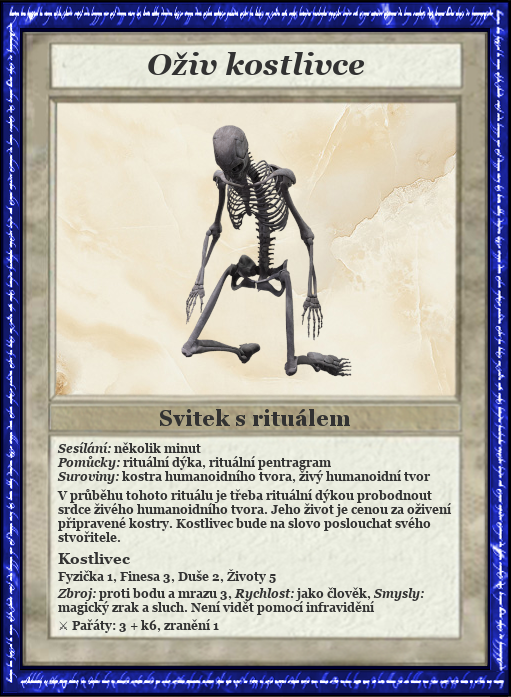 Oživ kostlivce
Svitek s rituálem
Sesílání: několik minut
Pomůcky: rituální dýka, rituální pentragram
Suroviny: kostra humanoidního tvora, živý humanoidní tvor
V průběhu tohoto rituálu je třeba rituální dýkou probodnout
srdce živého humanoidního tvora. Jeho život je cenou za oživení
připravené kostry. Kostlivec bude na slovo poslouchat svého
stvořitele.
Kostlivec
Fyzička 1, Finesa 3, Duše 2, Životy 5
Zbroj: proti bodu a mrazu 3, Rychlost: jako člověk, Smysly:
magický zrak a sluch. Není vidět pomocí infravidění
⚔ Pařáty: 3 + k6, zranění 1